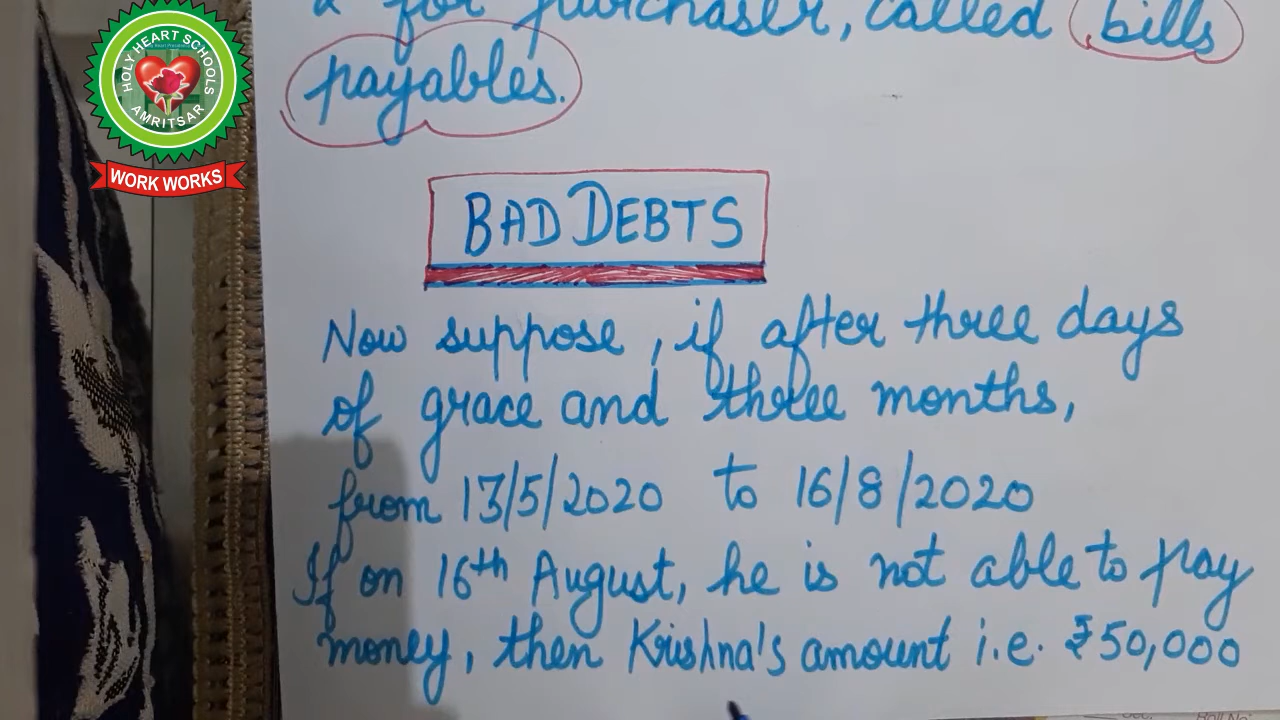 & for purchaser, called bills
payables.
HOLY HEART SCHOOLS
AMRITSAR
WORK WORKS
BAD DEBTS
Now suppose, if after three days
of grace and three months,
from 13/5/2020 to 16/8/2020
If on 16th August, he is not able to pay
money, then Krishna's amount i.e. ₹50,000